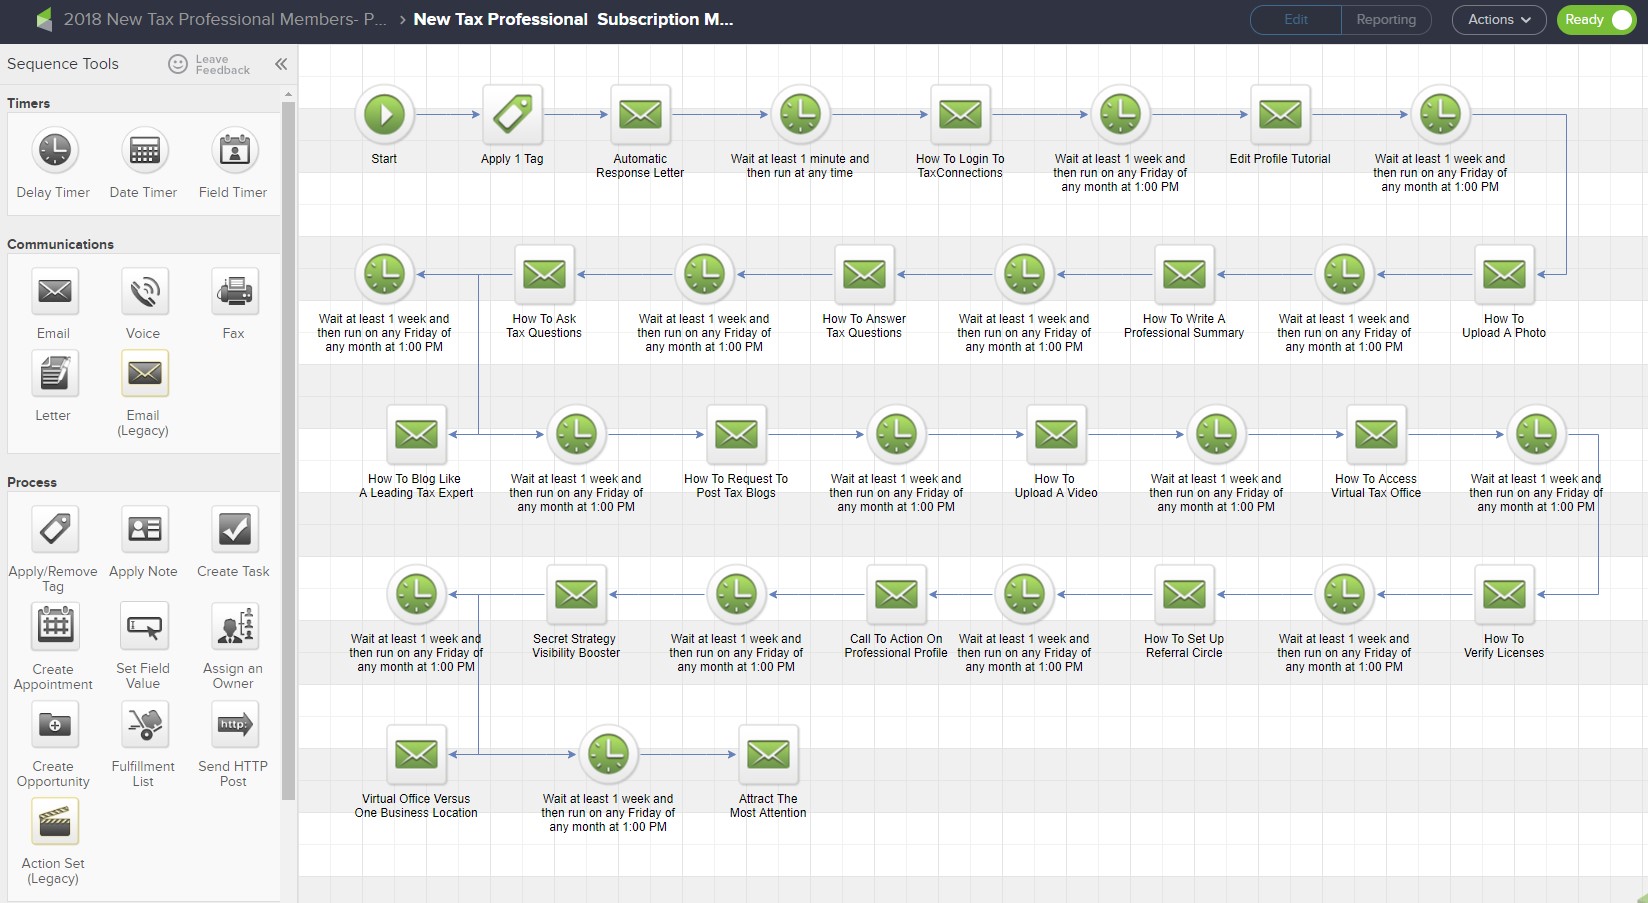 2018 New Tax Professional Members- P... > New Tax Professional Subscription M...
Edit
Reporting
Actions
Ready
Sequence Tools
Leave
Feedback
Timers
Delay Timer
Date Timer
Field Timer
Communications
Email
Voice
Fax
Letter
Email
(Legacy)
Process
Apply/Remove
Tag
Apply Note
Create Task
Create
Appointment
Set Field
Value
Assign an
Owner
Create
Opportunity
Fulfillment
List
http:
Send HTTP
Post
Action Set
(Legacy)
Start
Apply 1 Tag
Automatic
Response Letter
Wait at least 1 minute and
then run at any time
How To Login To
TaxConnections
Wait at least 1 week and
then run on any Friday of
any month at 1:00 PM
Edit Profile Tutorial
Wait at least 1 week and
then run on any Friday of
any month at 1:00 PM
Wait at least 1 week and
then run on any Friday of
any month at 1:00 PM
How To Ask
Tax Questions
Wait at least 1 week and
then run on any Friday of
any month at 1:00 PM
How To Answer
Tax Questions
Wait at least 1 week and
then run on any Friday of
any month at 1:00 PM
How To Write A
Professional Summary
Wait at least 1 week and
then run on any Friday of
any month at 1:00 PM
How To
Upload A Photo
How To Blog Like
A Leading Tax Expert
Wait at least 1 week and
then run on any Friday of
any month at 1:00 PM
How To Request To
Post Tax Blogs
Wait at least 1 week and
then run on any Friday of
any month at 1:00 PM
How To
Upload A Video
Wait at least 1 week and
then run on any Friday of
any month at 1:00 PM
How To Access
Virtual Tax Office
Wait at least 1 week and
then run on any Friday of
any month at 1:00 PM
Wait at least 1 week and
then run on any Friday of
any month at 1:00 PM
Secret Strategy
Visibility Booster
Wait at least 1 week and
then run on any Friday of
any month at 1:00 PM
Call To Action On
Professional Profile
Wait at least 1 week and
then run on any Friday of
any month at 1:00 PM
How To Set Up
Referral Circle
Wait at least 1 week and
then run on any Friday of
any month at 1:00 PM
How To
Verify Licenses
Virtual Office Versus
One Business Location
Wait at least 1 week and
then run on any Friday of
any month at 1:00 PM
Attract The
Most Attention